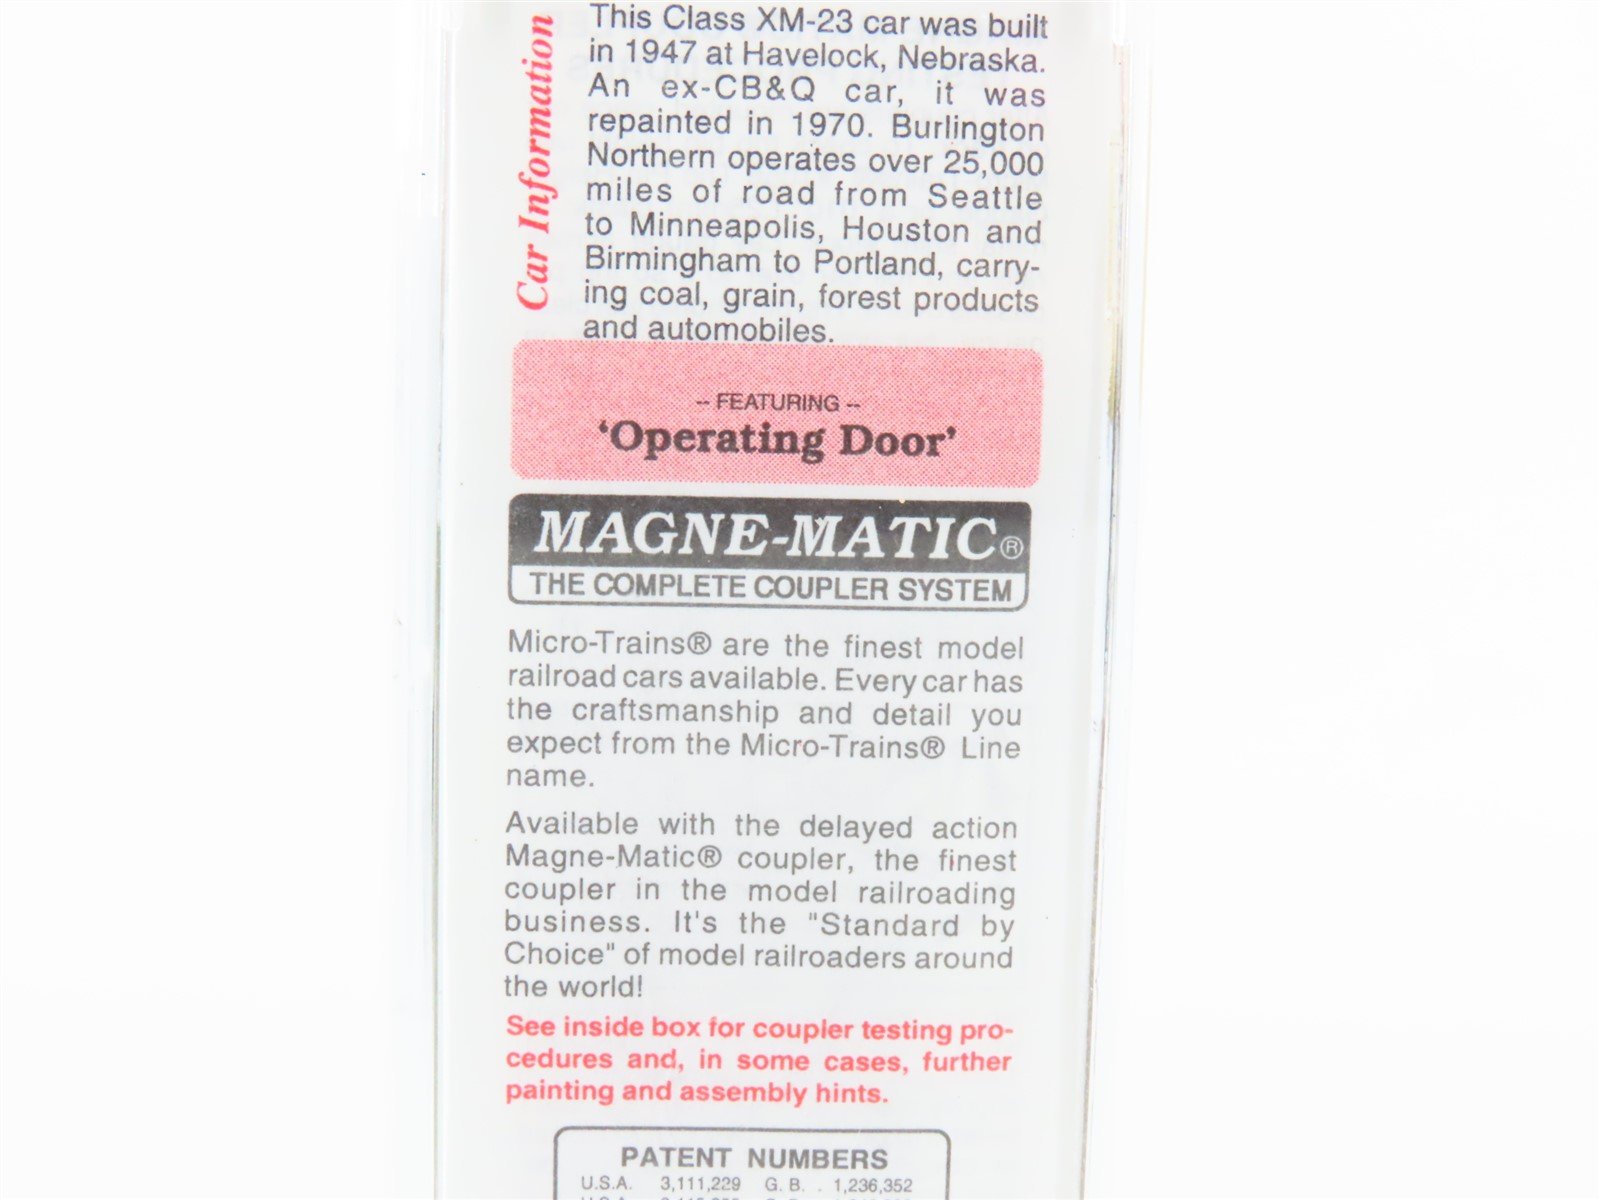 Car Information
This Class XM-23 car was built
in 1947 at Havelock, Nebraska.
An ex-CB&Q car, it was
repainted in 1970. Burlington
Northern operates over 25,000
miles of road from Seattle
to Minneapolis, Houston and
Birmingham to Portland, carry-
ing coal, grain, forest products
and automobiles.
-- FEATURING --
'Operating Door'
MAGNE-MATIC®
THE COMPLETE COUPLER SYSTEM
Micro-Trains® are the finest model
railroad cars available. Every car has
the craftsmanship and detail you
expect from the Micro-Trains® Line
name.
Available with the delayed action
Magne-Matic® coupler, the finest
coupler in the model railroading
business. It's the "Standard by
Choice" of model railroaders around
the world!
See inside box for coupler testing pro-
cedures and, in some cases, further
painting and assembly hints.
PATENT NUMBERS
U.S.A. 3,111,229 G. B. . 1,236,352